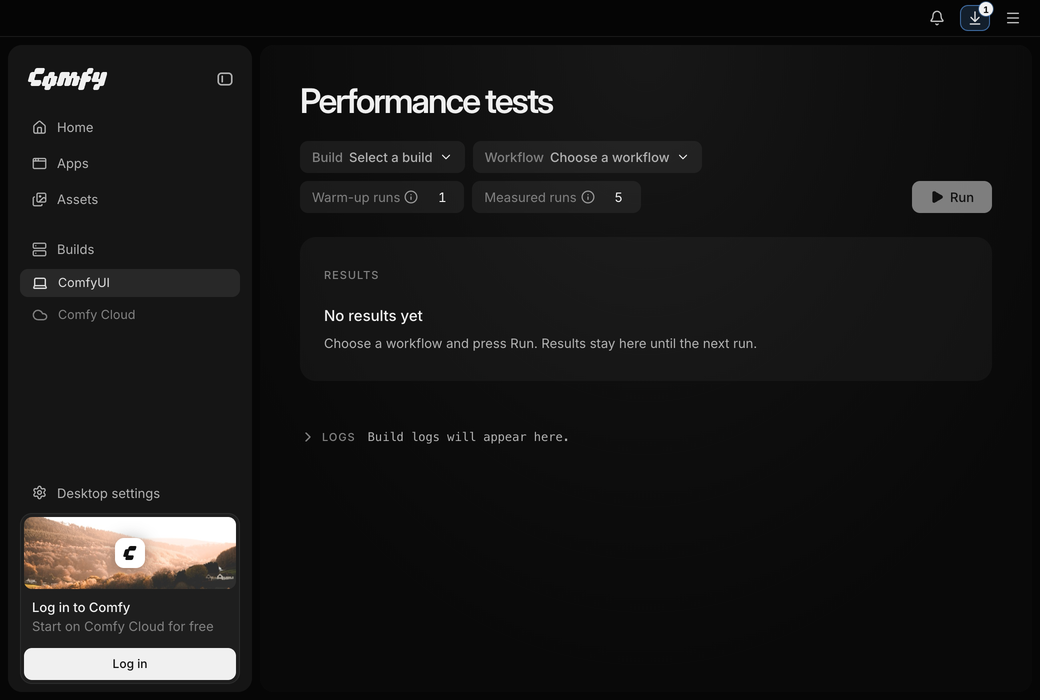 1
Comfy
Home
Apps
Assets
Builds
ComfyUI
Comfy Cloud
Desktop settings
Log in to Comfy
Start on Comfy Cloud for free
Log in
Performance tests
Build Select a build
Workflow Choose a workflow
Warm-up runs 1
Measured runs 5
Run
RESULTS
No results yet
Choose a workflow and press Run. Results stay here until the next run.
LOGS Build logs will appear here.